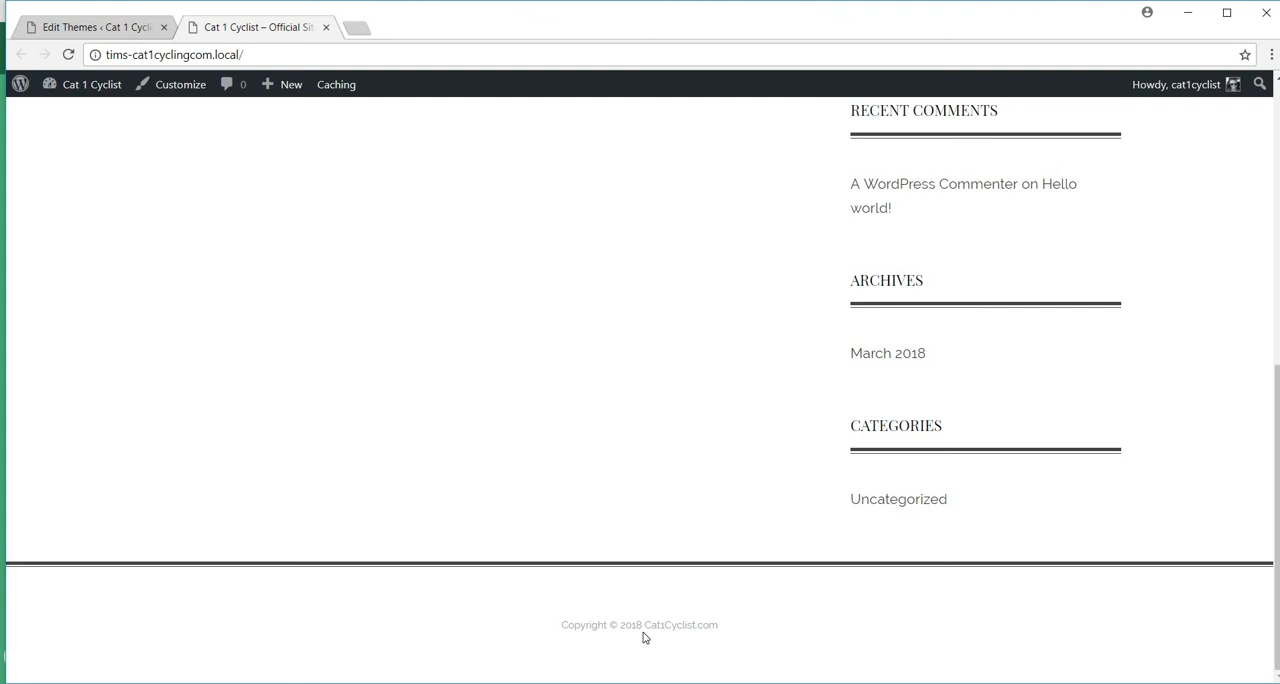 Edit Themes ‹ Cat 1 Cycli
Cat 1 Cyclist – Official Sit
tims-cat1cyclingcom.local/
Cat 1 Cyclist
Customize
0
New
Caching
Howdy, cat1cyclist
RECENT COMMENTS
A WordPress Commenter on Hello
world!
ARCHIVES
March 2018
CATEGORIES
Uncategorized
Copyright © 2018 Cat1Cyclist.com